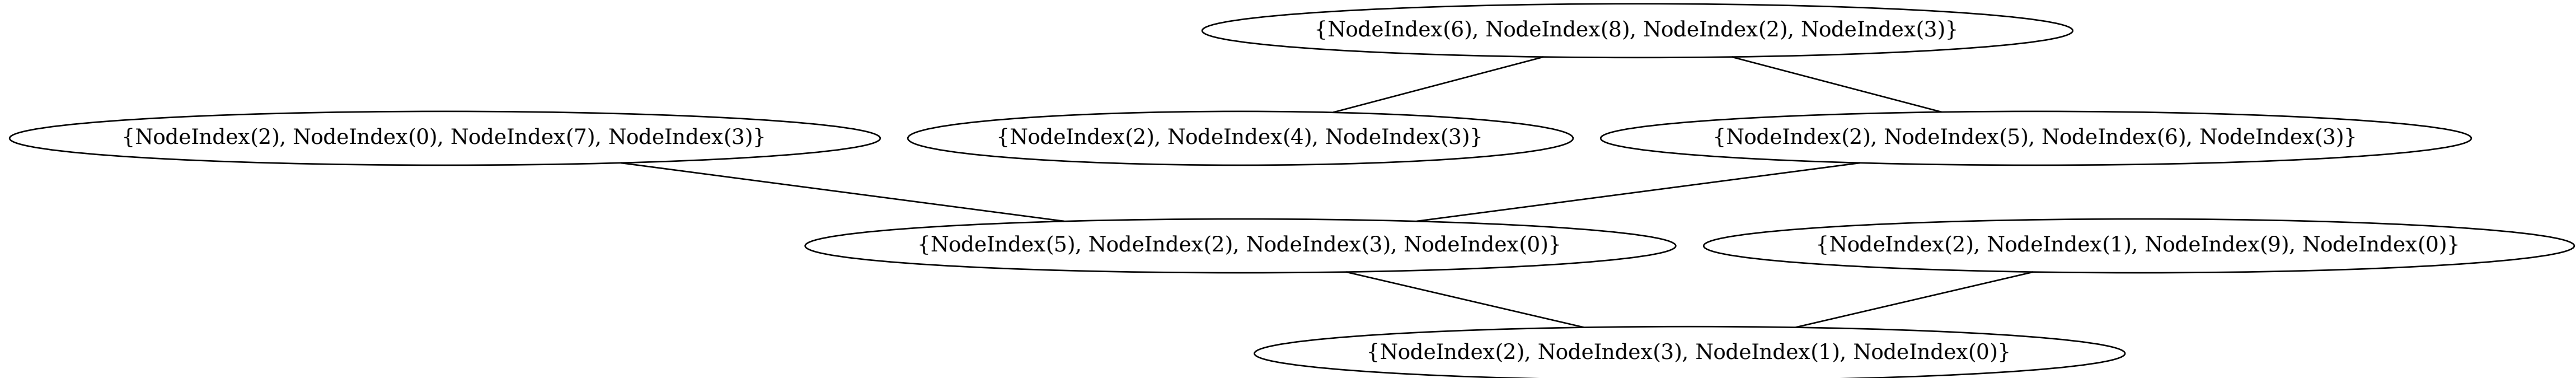 {NodeIndex(6), NodeIndex(8), NodeIndex(2), NodeIndex(3)}
{NodeIndex(2), NodeIndex(0), NodeIndex(7), NodeIndex(3)}
{NodeIndex(2), NodeIndex(4), NodeIndex(3)}
{NodeIndex(2), NodeIndex(5), NodeIndex(6), NodeIndex(3)}
{NodeIndex(5), NodeIndex(2), NodeIndex(3), NodeIndex(0)}
{NodeIndex(2), NodeIndex(1), NodeIndex(9), NodeIndex(0)}
{NodeIndex(2), NodeIndex(3), NodeIndex(1), NodeIndex(0)}